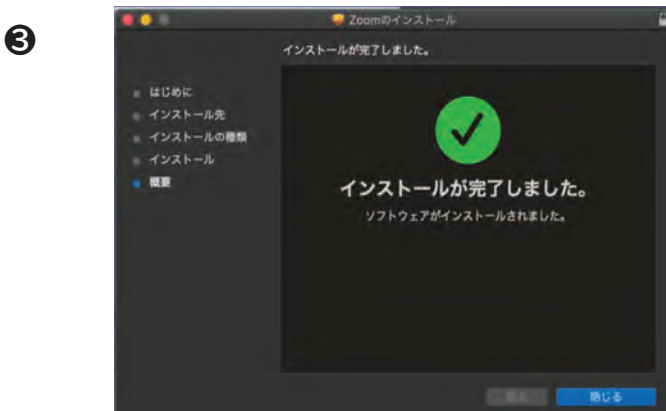 ❸
Zoomのインストール
インストールが完了しました。
はじめに
インストール先
インストールの種類
インストール
概要
インストールが完了しました。
ソフトウェアがインストールされました。
戻る
閉じる